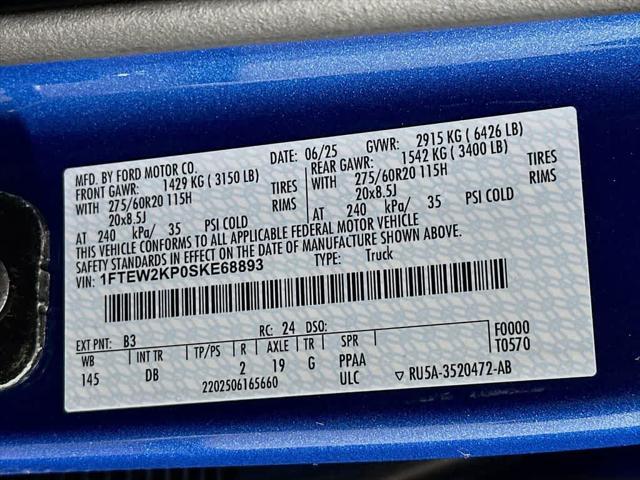 MFD. BY FORD MOTOR CO. DATE: 06/25 GVWR: 2915 KG ( 6426 LB)
FRONT GAWR: 1429 KG ( 3150 LB) REAR GAWR: 1542 KG ( 3400 LB)
WITH 275/60R20 115H TIRES WITH 275/60R20 115H TIRES
20x8.5J RIMS 20x8.5J RIMS
AT 240 kPa/ 35 PSI COLD AT 240 kPa/ 35 PSI COLD
THIS VEHICLE CONFORMS TO ALL APPLICABLE FEDERAL MOTOR VEHICLE
SAFETY STANDARDS IN EFFECT ON THE DATE OF MANUFACTURE SHOWN ABOVE.
VIN: 1FTEW2KP0SKE68893 TYPE: Truck
EXT PNT: B3 RC: 24 DSO: F0000
WB INT TR TP/PS R AXLE TR SPR T0570
145 DB 2 19 G PPAA
2202506165660 ULC ▽ RU5A-3520472-AB